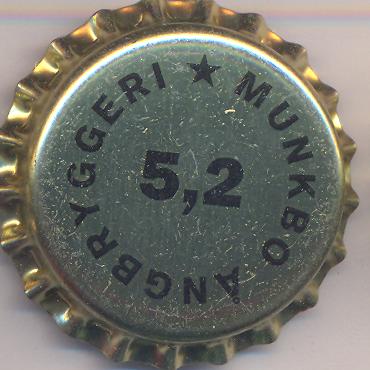 ★ MUNKBO ÅNGBRYGGERI
5,2